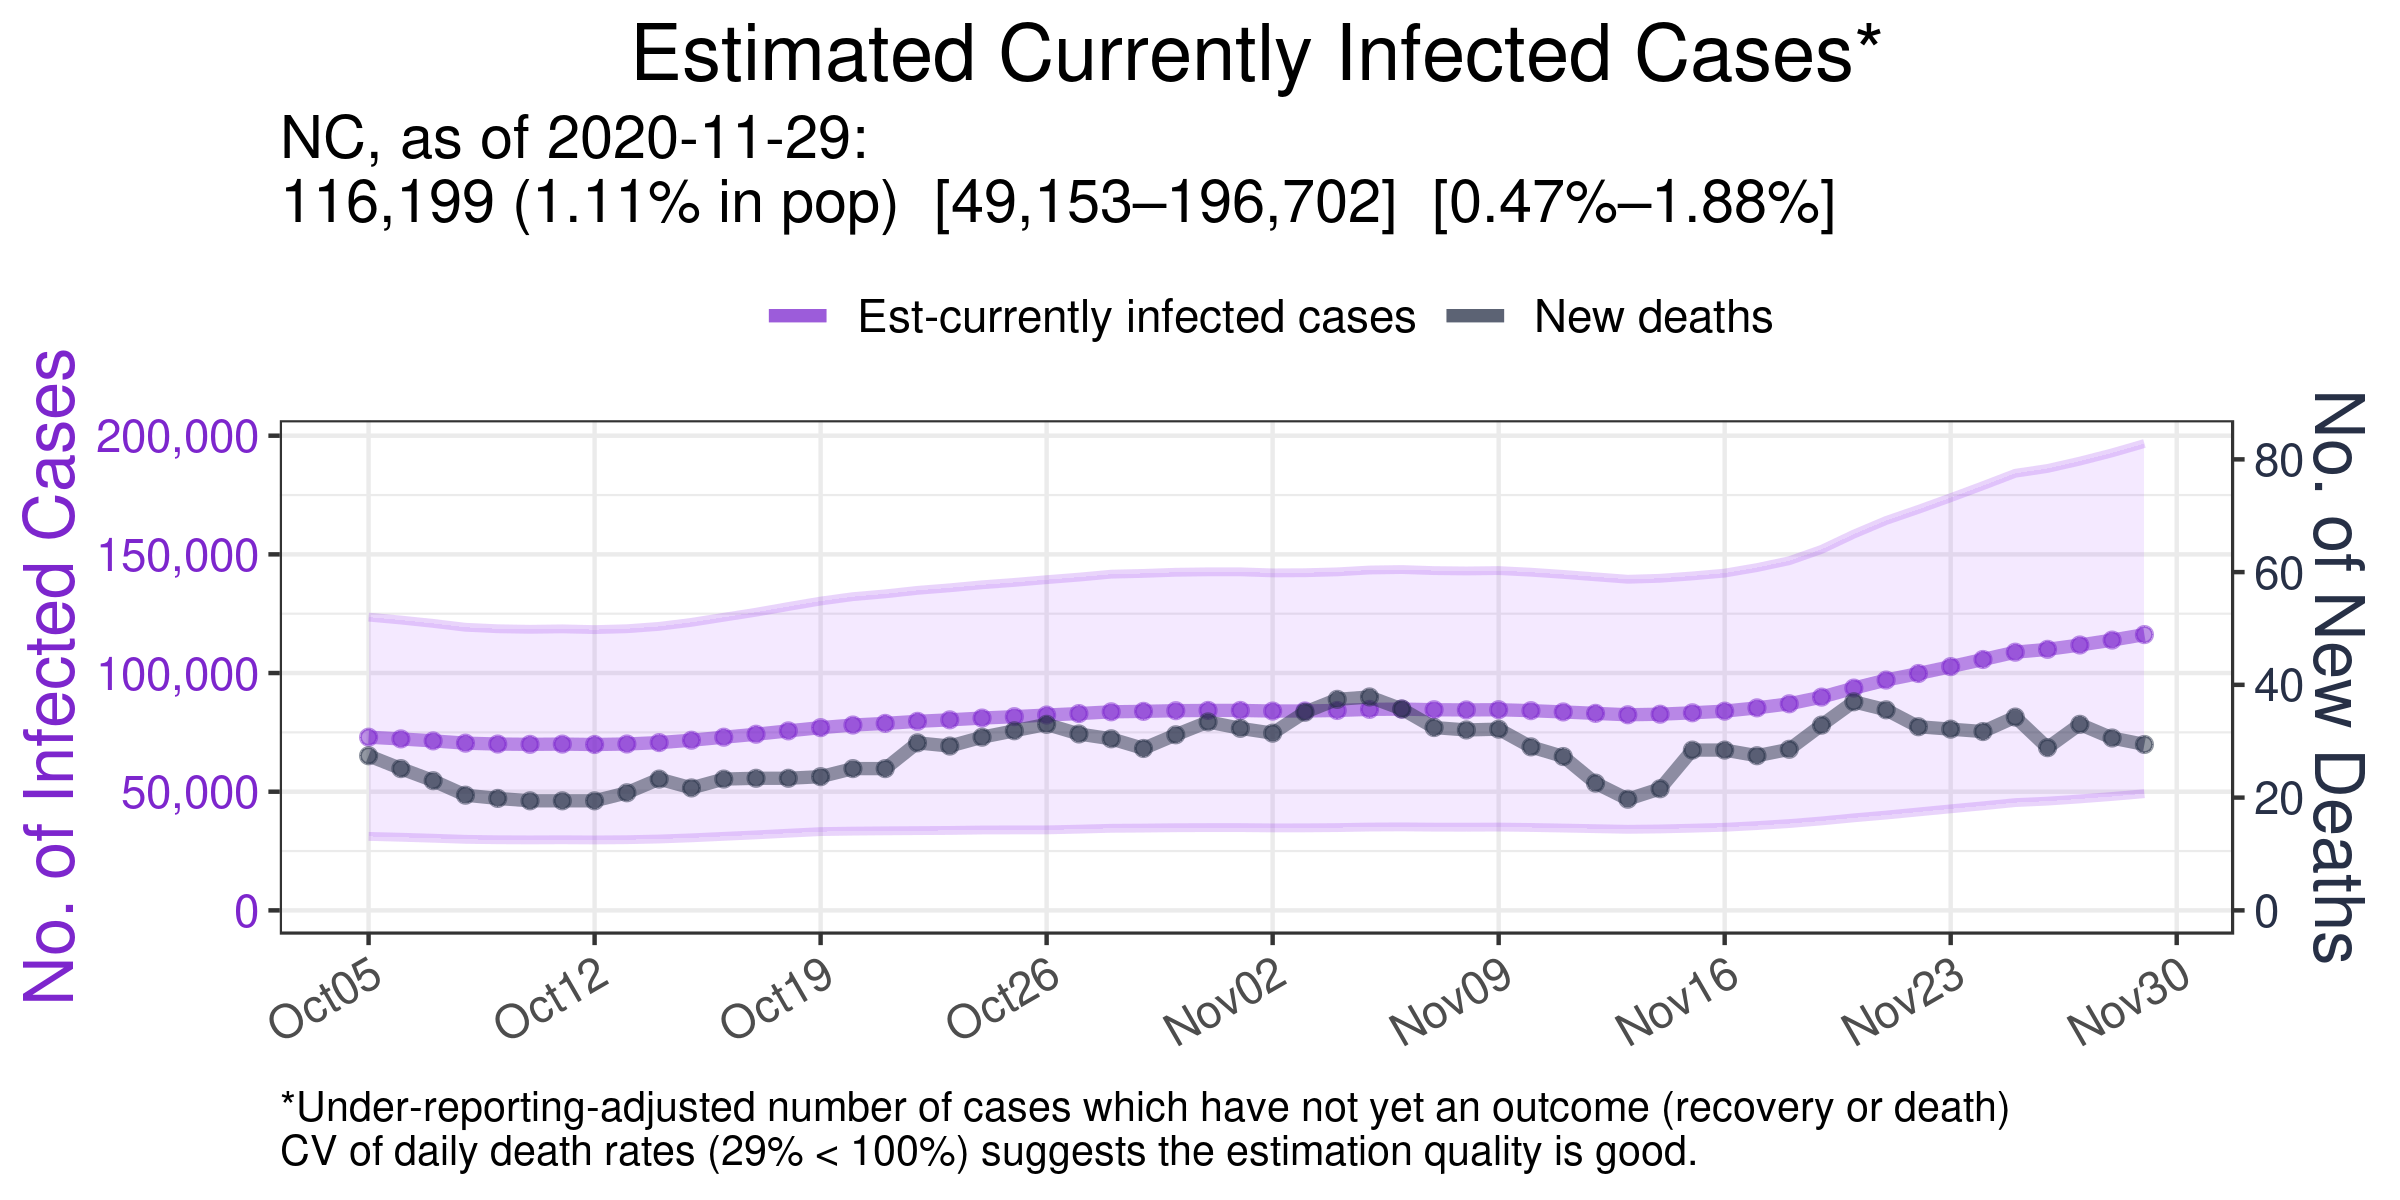 Estimated Currently Infected Cases*
NC, as of 2020-11-29:
116,199 (1.11% in pop)  [49,153–196,702]  [0.47%–1.88%]
Est-currently infected cases
New deaths
No. of Infected Cases
200,000
150,000
100,000
50,000
0
80
60
40
20
0
No. of New Deaths
Oct05
Oct12
Oct19
Oct26
Nov02
Nov09
Nov16
Nov23
Nov30
*Under-reporting-adjusted number of cases which have not yet an outcome (recovery or death)
CV of daily death rates (29% < 100%) suggests the estimation quality is good.